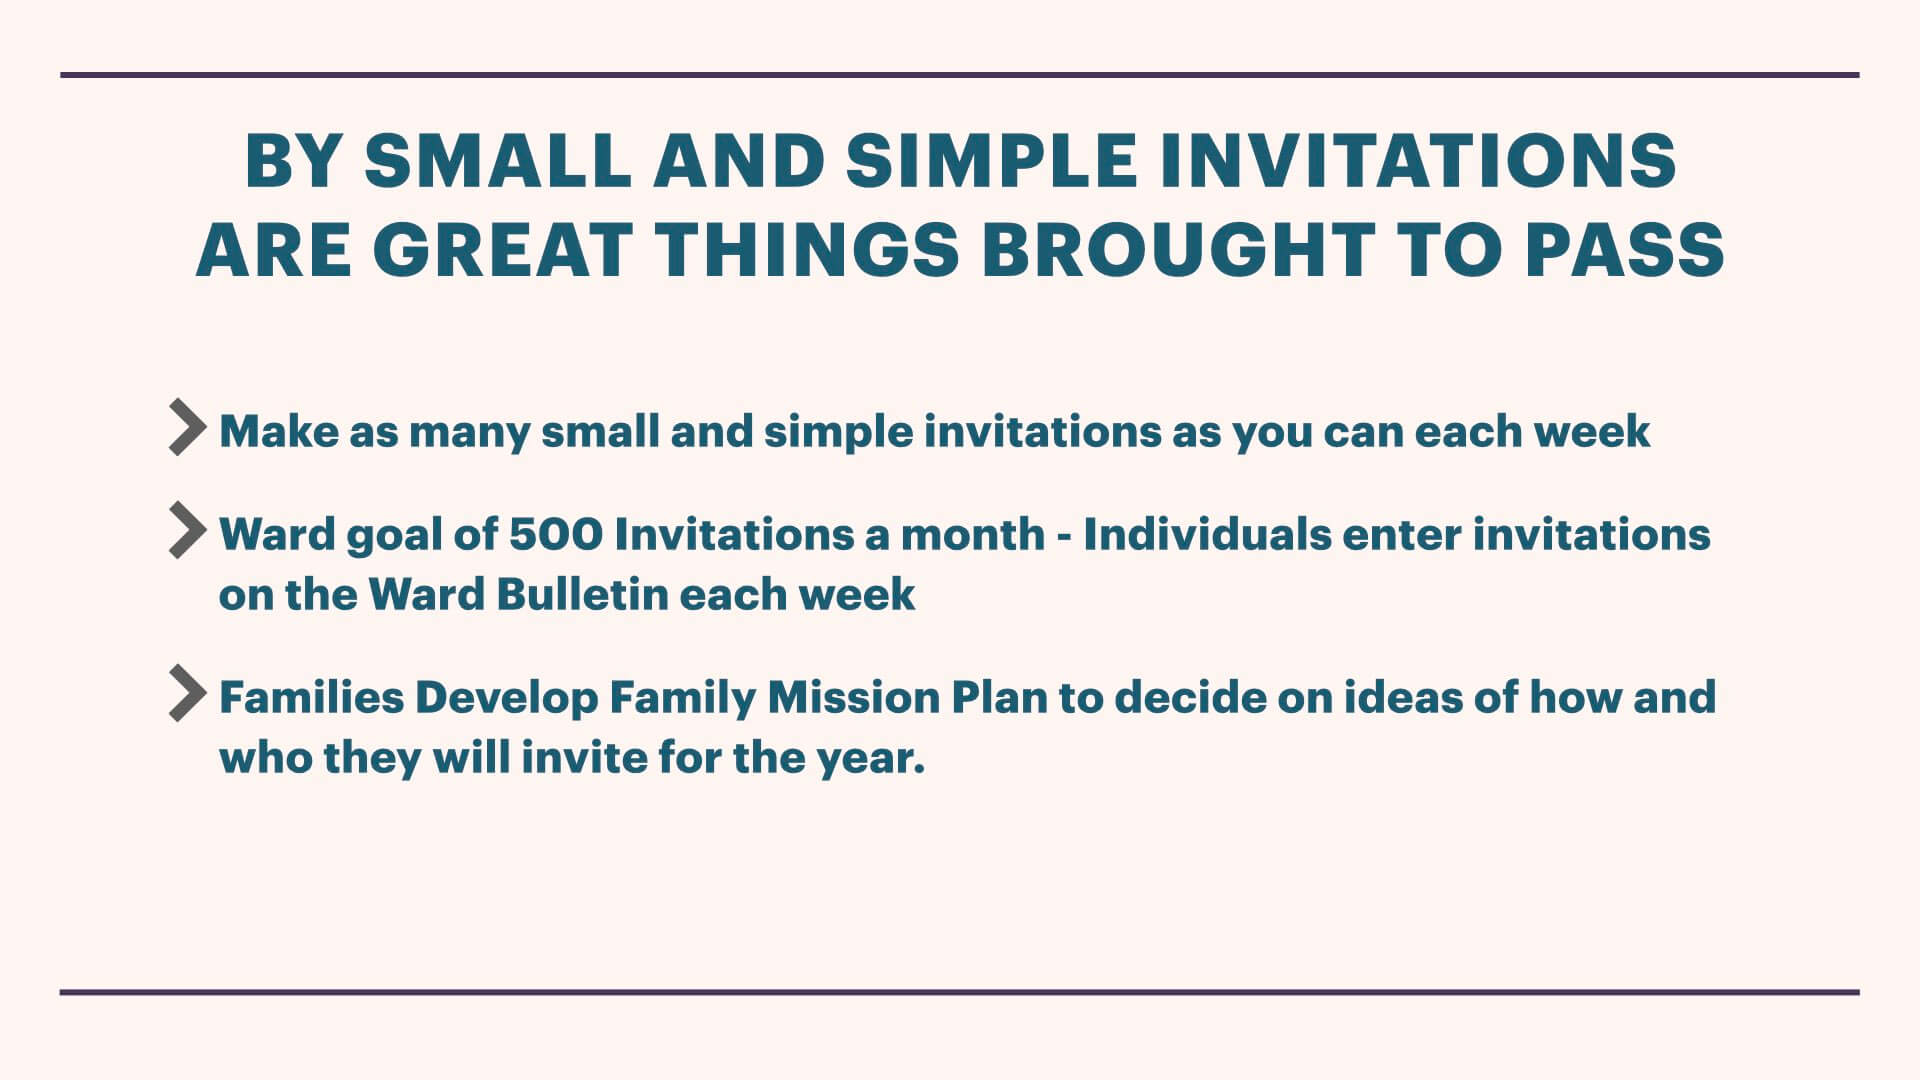 BY SMALL AND SIMPLE INVITATIONS
ARE GREAT THINGS BROUGHT TO PASS
Make as many small and simple invitations as you can each week
Ward goal of 500 Invitations a month - Individuals enter invitations
on the Ward Bulletin each week
Families Develop Family Mission Plan to decide on ideas of how and
who they will invite for the year.